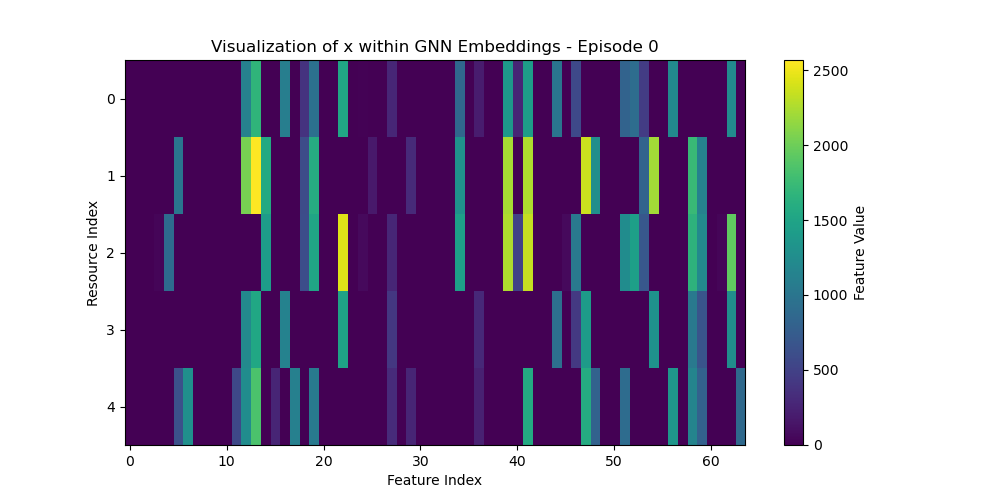 Visualization of x within GNN Embeddings - Episode 0
Resource Index
0
1
2
3
4
0 10 20 30 40 50 60
Feature Index
2500
2000
1500
1000
500
0
Feature Value